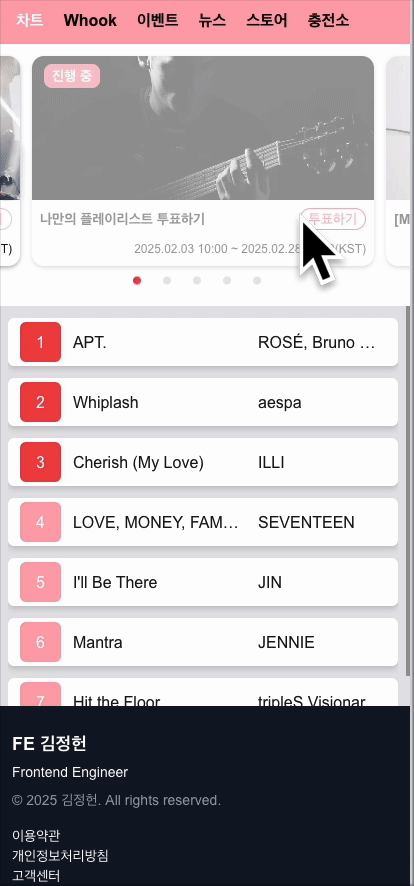 차트 Whook 이벤트 뉴스 스토어 충전소
진행 중
나만의 플레이리스트 투표하기 투표하기 [M
T) 2025.02.03 10:00 ~ 2025.02.28 (KST)
1 APT. ROSÉ, Bruno …
2 Whiplash aespa
3 Cherish (My Love) ILLI
4 LOVE, MONEY, FAM… SEVENTEEN
5 I'll Be There JIN
6 Mantra JENNIE
7 Hit the Floor tripleS Visionar
FE 김정헌
Frontend Engineer
© 2025 김정헌. All rights reserved.
이용약관
개인정보처리방침
고객센터